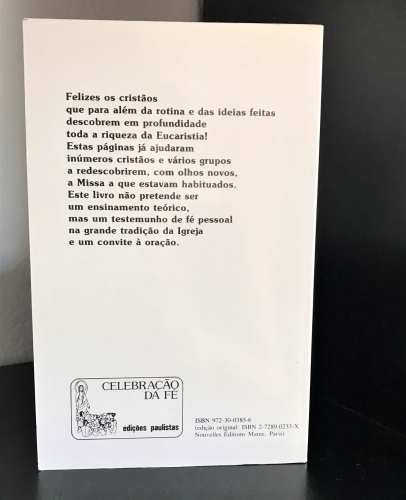 Felizes os cristãos
que para além da rotina e das ideias feitas
descobrem em profundidade
toda a riqueza da Eucaristia!
Estas páginas já ajudaram
inúmeros cristãos e vários grupos
a redescobrirem, com olhos novos,
a Missa a que estavam habituados.
Este livro não pretende ser
um ensinamento teórico,
mas um testemunho de fé pessoal
na grande tradição da Igreja
e um convite à oração.
CELEBRAÇÃO
DA FÉ
edições paulistas
ISBN 972-30-0385-6
(edição original: ISBN 2-7289-0233-X
Nouvelles Éditions Mame, Paris)